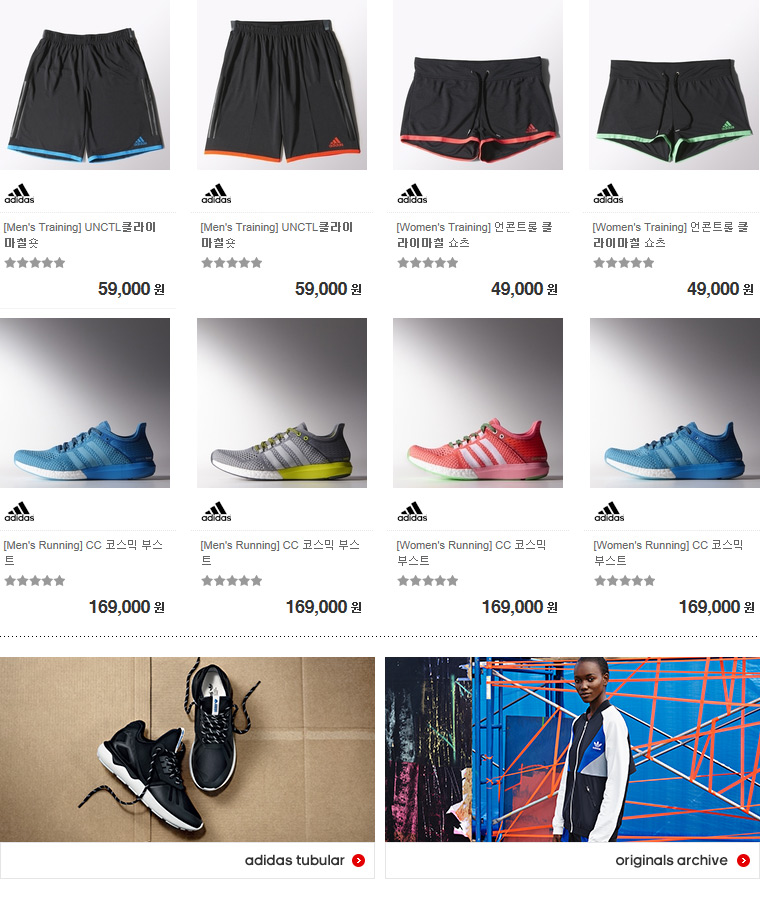 adidas
adidas
adidas
adidas
[Men's Training] UNCTL클라이
마칠숏
59,000 원
[Men's Training] UNCTL클라이
마칠숏
59,000 원
[Women's Training] 언콘트롤 클
라이마칠 쇼츠
49,000 원
[Women's Training] 언콘트롤 클
라이마칠 쇼츠
49,000 원
adidas
adidas
adidas
adidas
[Men's Running] CC 코스믹 부스
트
169,000 원
[Men's Running] CC 코스믹 부스
트
169,000 원
[Women's Running] CC 코스믹
부스트
169,000 원
[Women's Running] CC 코스믹
부스트
169,000 원
adidas tubular
originals archive